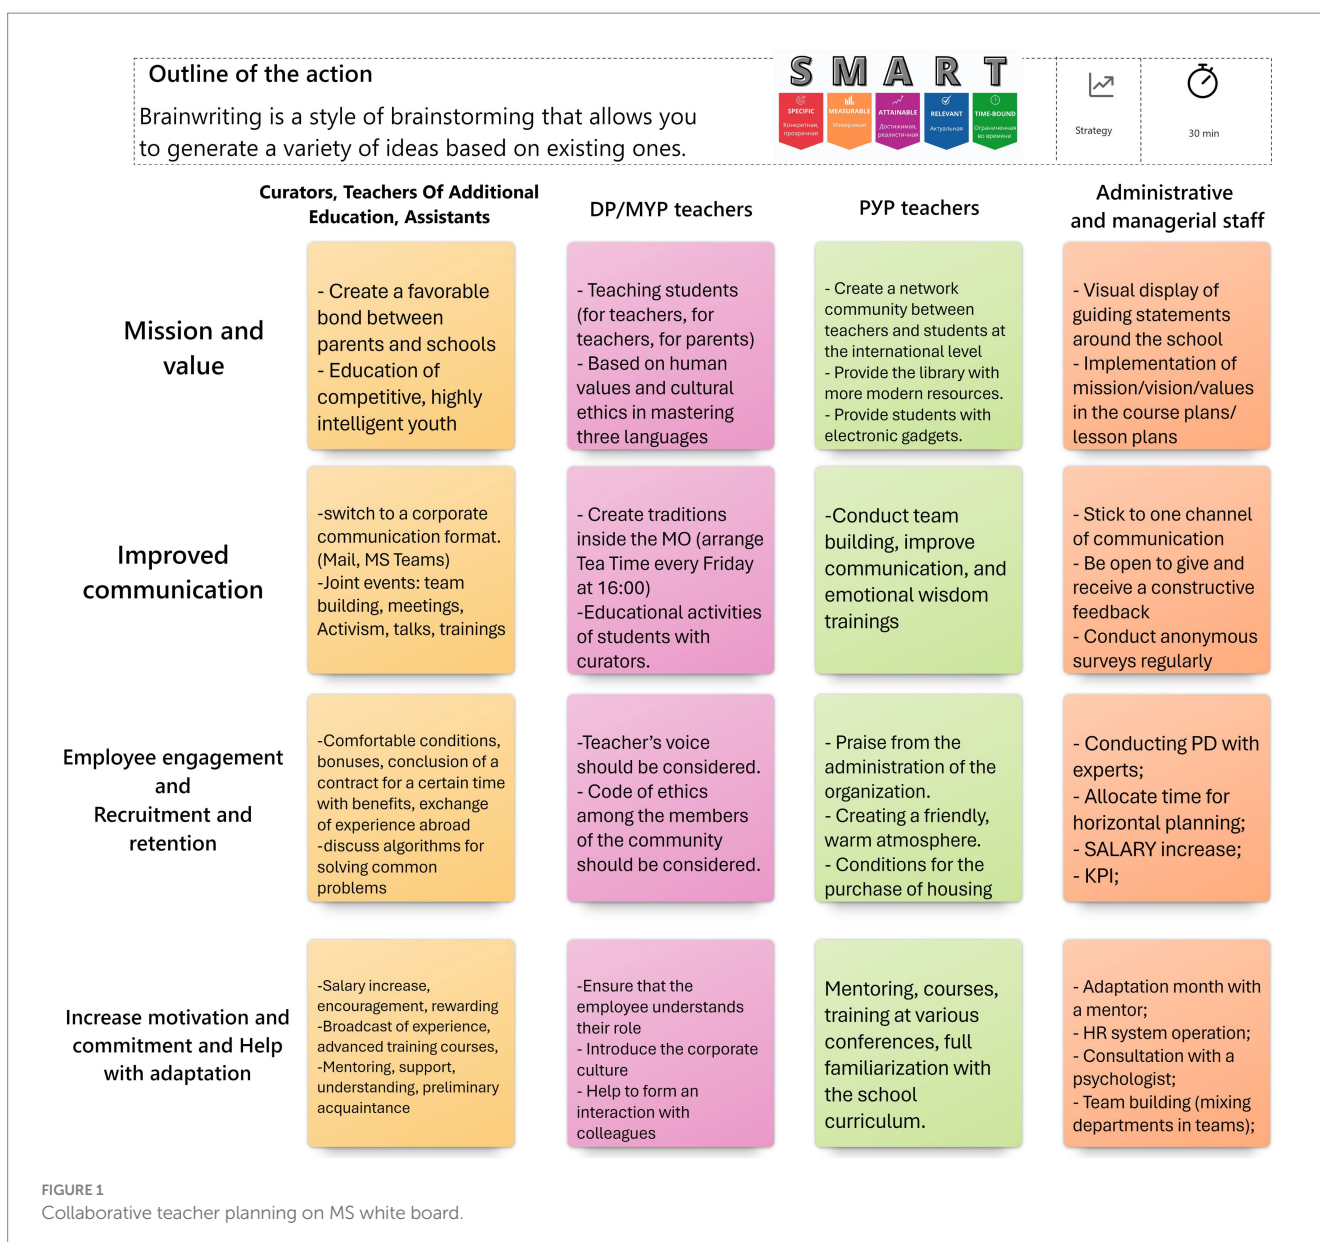 Outline of the action
Brainwriting is a style of brainstorming that allows you
to generate a variety of ideas based on existing ones.
S M A R T
SPECIFIC
Конкретная,
прозрачная
MEASURABLE
Измеримая
ATTAINABLE
Достижимая,
реалистичная
RELEVANT
Актуальная
TIME-BOUND
Ограниченная
во времени
Strategy
30 min
Curators, Teachers Of Additional
Education, Assistants
DP/MYP teachers
РУР teachers
Administrative
and managerial staff
Mission and
value
- Create a favorable
bond between
parents and schools
- Education of
competitive, highly
intelligent youth
- Teaching students
(for teachers, for
teachers, for parents)
- Based on human
values and cultural
ethics in mastering
three languages
- Create a network
community between
teachers and students at
the international level
- Provide the library with
more modern resources.
- Provide students with
electronic gadgets.
- Visual display of
guiding statements
around the school
- Implementation of
mission/vision/values
in the course plans/
lesson plans
Improved
communication
-switch to a corporate
communication format.
(Mail, MS Teams)
-Joint events: team
building, meetings,
Activism, talks, trainings
- Create traditions
inside the MO (arrange
Tea Time every Friday
at 16:00)
-Educational activities
of students with
curators.
-Conduct team
building, improve
communication, and
emotional wisdom
trainings
- Stick to one channel
of communication
- Be open to give and
receive a constructive
feedback
- Conduct anonymous
surveys regularly
Employee engagement
and
Recruitment and
retention
-Comfortable conditions,
bonuses, conclusion of a
contract for a certain time
with benefits, exchange
of experience abroad
-discuss algorithms for
solving common
problems
-Teacher’s voice
should be considered.
- Code of ethics
among the members
of the community
should be considered.
- Praise from the
administration of the
organization.
- Creating a friendly,
warm atmosphere.
- Conditions for the
purchase of housing
- Conducting PD with
experts;
- Allocate time for
horizontal planning;
- SALARY increase;
- KPI;
Increase motivation and
commitment and Help
with adaptation
-Salary increase,
encouragement, rewarding
-Broadcast of experience,
advanced training courses,
-Mentoring, support,
understanding, preliminary
acquaintance
-Ensure that the
employee understands
their role
- Introduce the corporate
culture
- Help to form an
interaction with
colleagues
Mentoring, courses,
training at various
conferences, full
familiarization with
the school
curriculum.
- Adaptation month with
a mentor;
- HR system operation;
- Consultation with a
psychologist;
- Team building (mixing
departments in teams);
FIGURE 1
Collaborative teacher planning on MS white board.